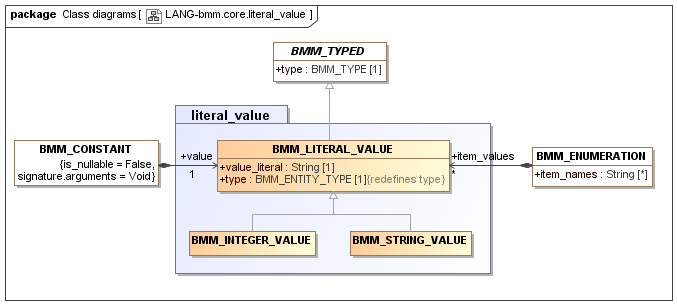 package Class diagrams[ LANG-bmm.core.literal_value ]
BMM_TYPED
+type : BMM_TYPE [1]
literal_value
BMM_CONSTANT
{is_nullable = False,
signature.arguments = Void}
+value
1
BMM_LITERAL_VALUE
+value_literal : String [1]
+type : BMM_ENTITY_TYPE [1]{redefines type}
+item_values
*
BMM_ENUMERATION
+item_names : String [*]
BMM_INTEGER_VALUE
BMM_STRING_VALUE